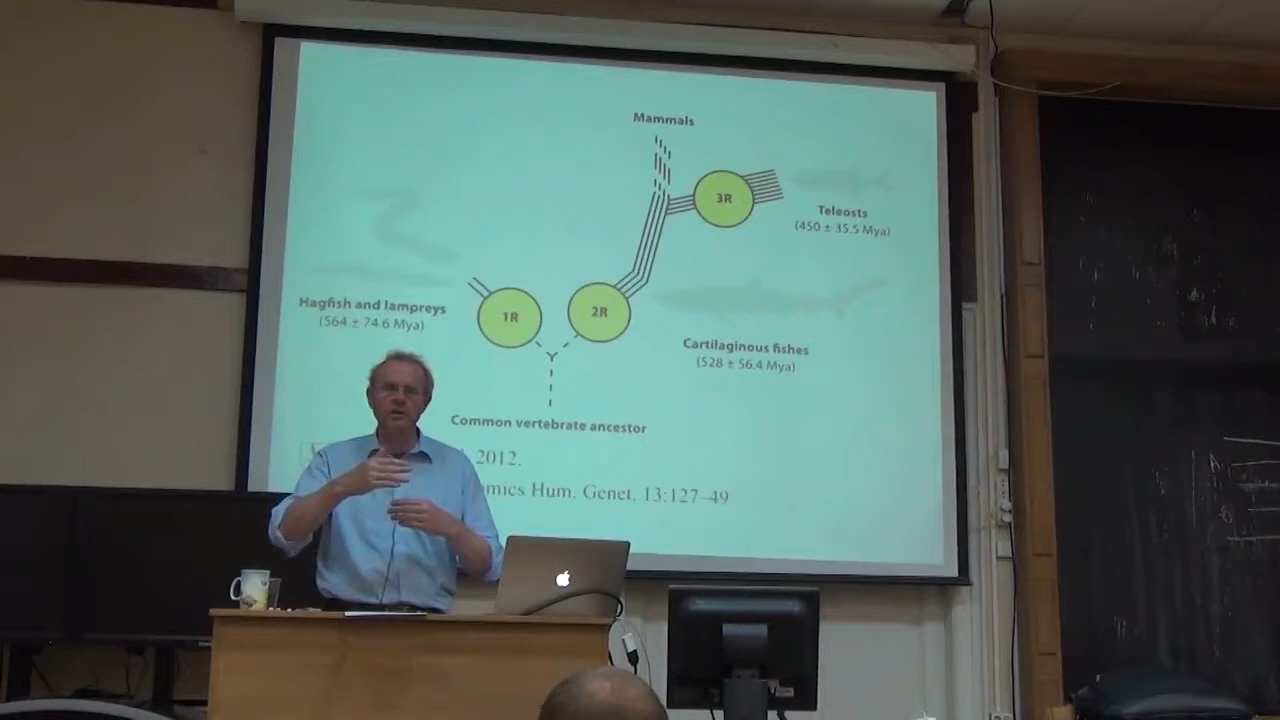 Mammals
3R
Teleosts
(450 ± 35.5 Mya)
Hagfish and lampreys
(564 ± 74.6 Mya)
1R
2R
Cartilaginous fishes
(528 ± 56.4 Mya)
Common vertebrate ancestor
2012.
Hum. Genet. 13:127–49